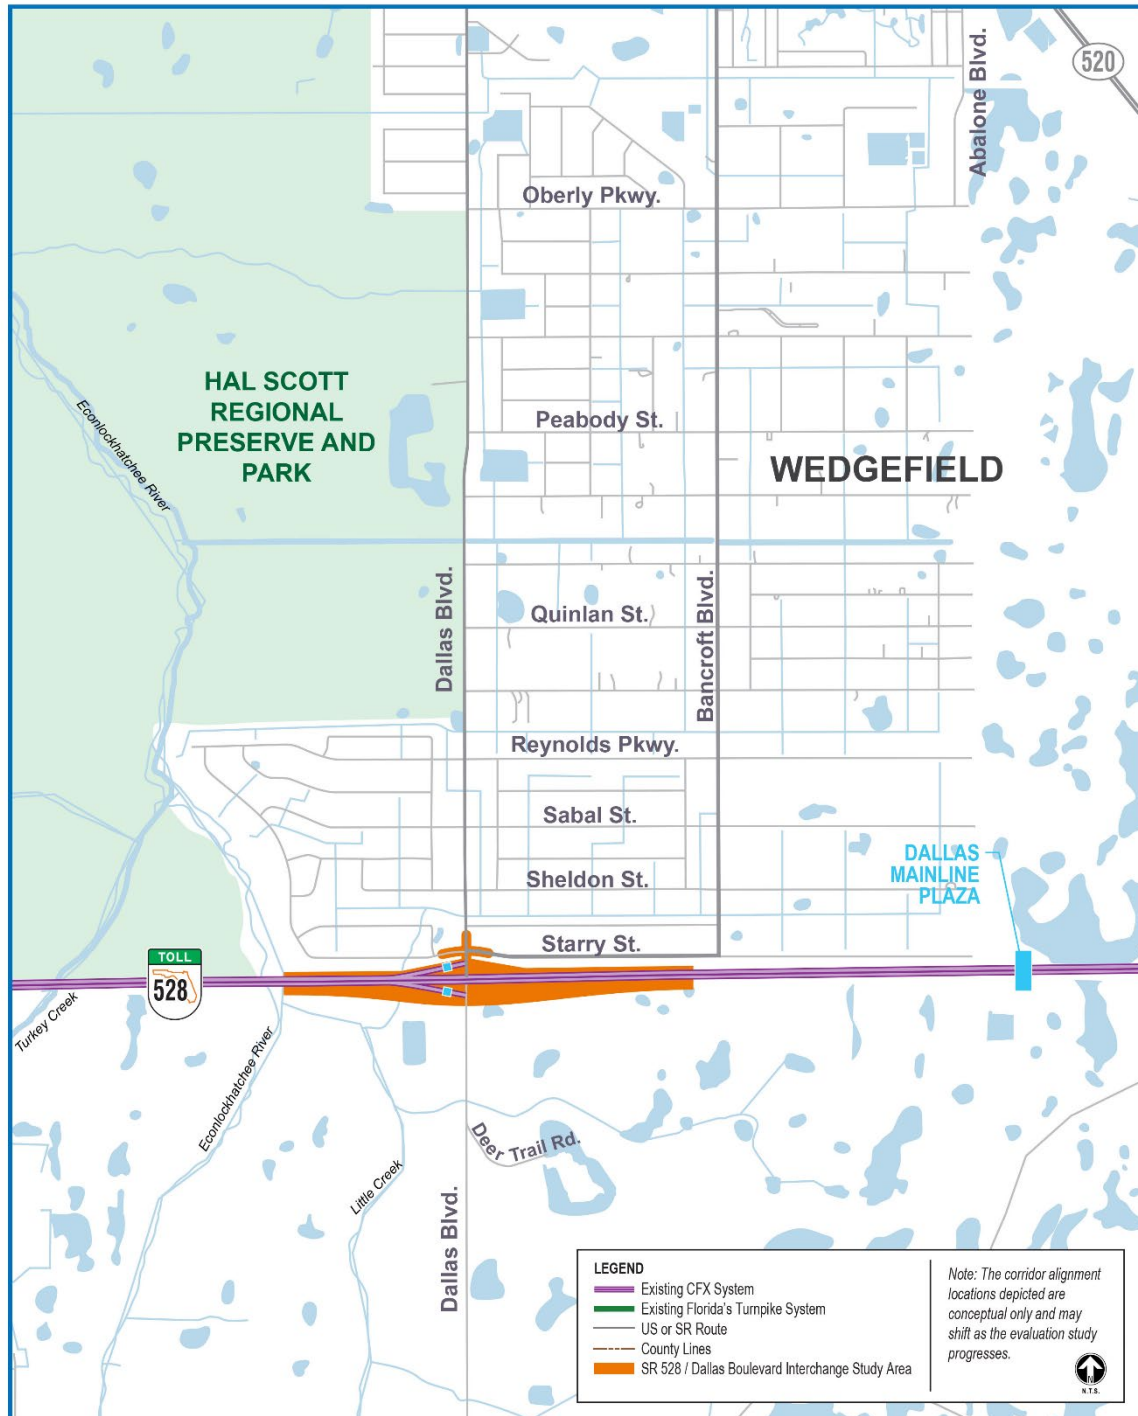 520
Abalone Blvd.
Oberly Pkwy.
HAL SCOTT
REGIONAL
PRESERVE AND
PARK
Econlockhatchee River
Peabody St.
WEDGEFIELD
Dallas Blvd.
Quinlan St.
Bancroft Blvd.
Reynolds Pkwy.
Sabal St.
DALLAS
MAINLINE
PLAZA
Sheldon St.
Starry St.
TOLL
528
Turkey Creek
Econlockhatchee River
Little Creek
Deer Trail Rd.
Dallas Blvd.
LEGEND
Existing CFX System
Existing Florida's Turnpike System
US or SR Route
County Lines
SR 528 / Dallas Boulevard Interchange Study Area
Note: The corridor alignment
locations depicted are
conceptual only and may
shift as the evaluation study
progresses.
N
N.T.S.